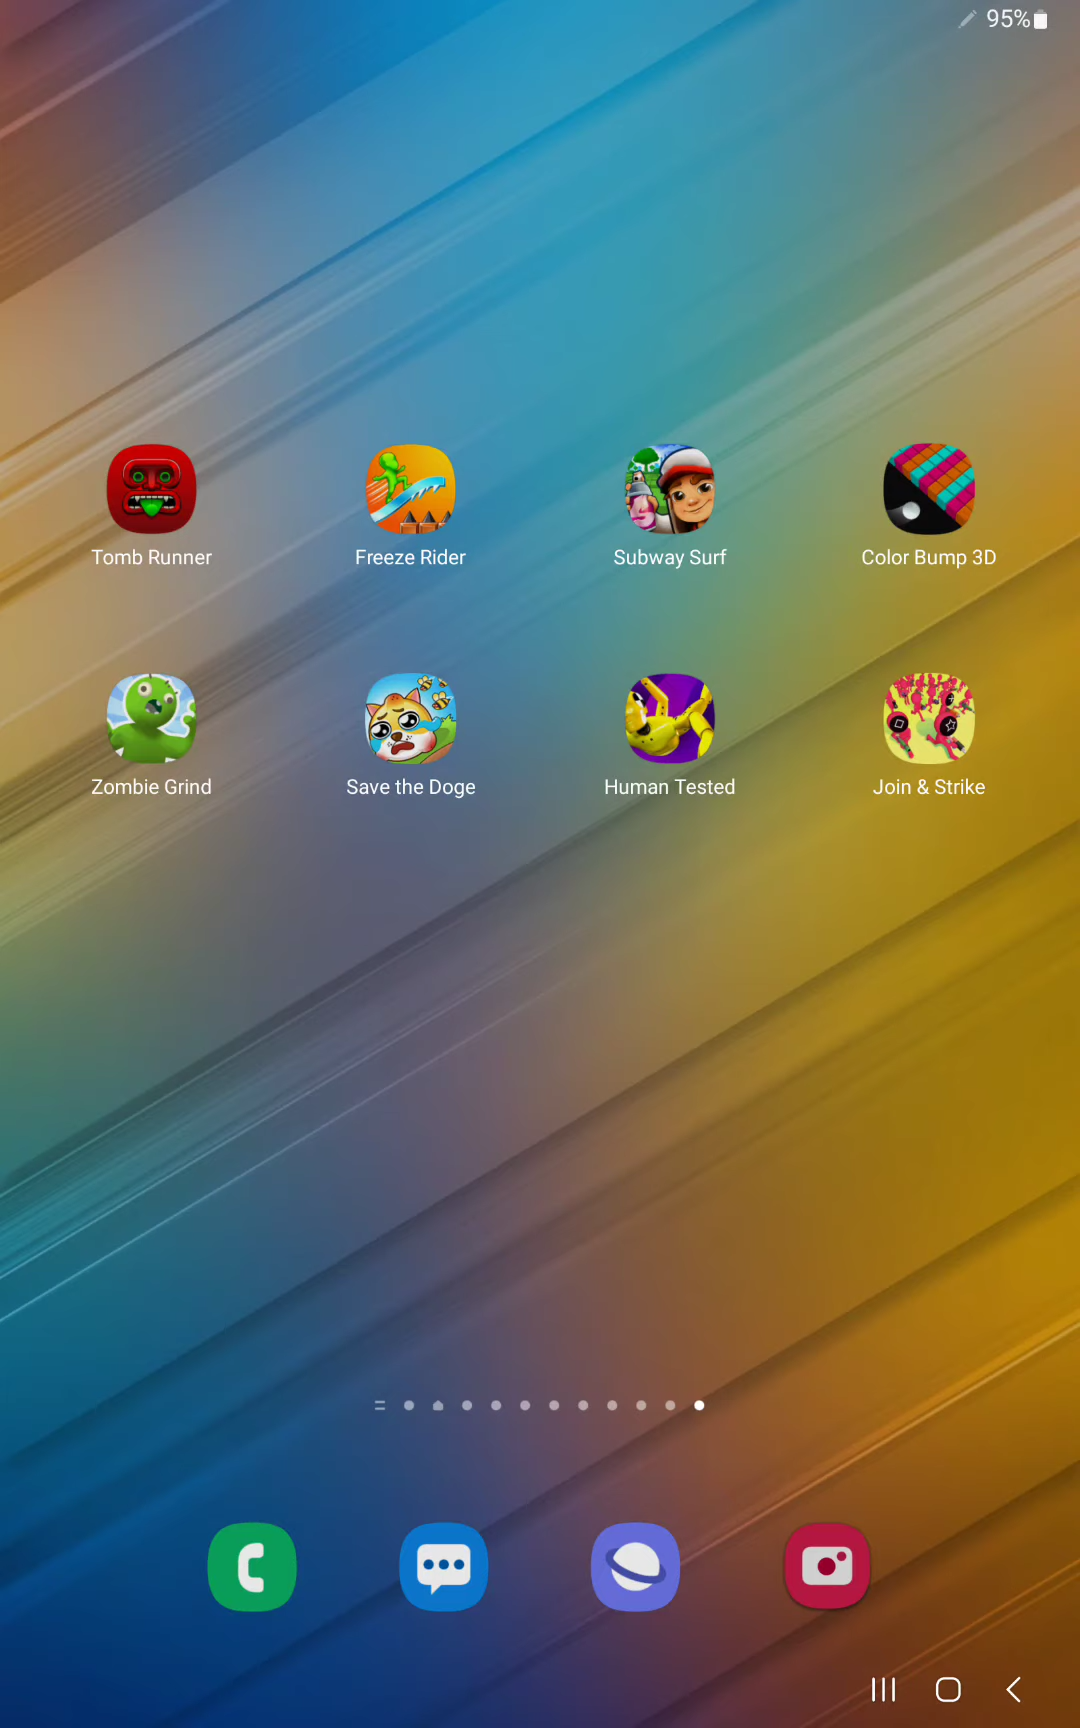 95%
Tomb Runner
Freeze Rider
Subway Surf
Color Bump 3D
Zombie Grind
Save the Doge
Human Tested
Join & Strike